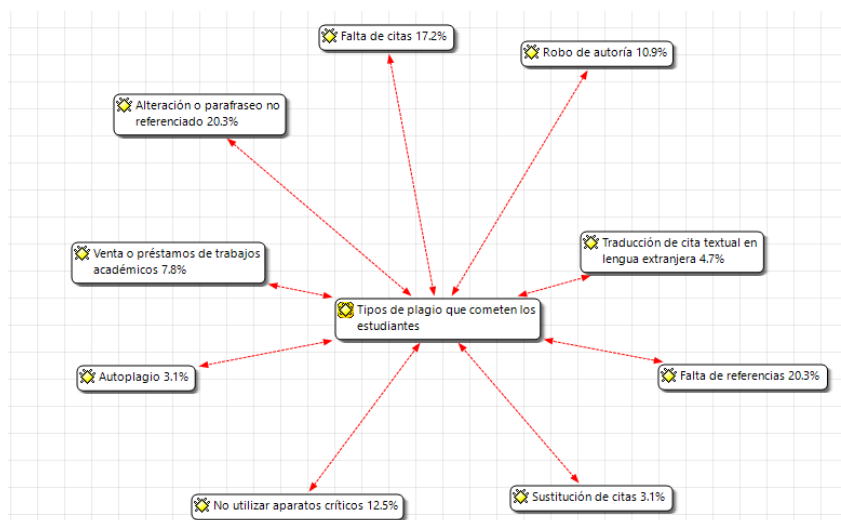 Falta de citas 17.2%
Robo de autoría 10.9%
Alteración o parafraseo no
referenciado 20.3%
Traducción de cita textual en
lengua extranjera 4.7%
Venta o préstamos de trabajos
académicos 7.8%
Tipos de plagio que cometen los
estudiantes
Autoplagio 3.1%
Falta de referencias 20.3%
No utilizar aparatos críticos 12.5%
Sustitución de citas 3.1%